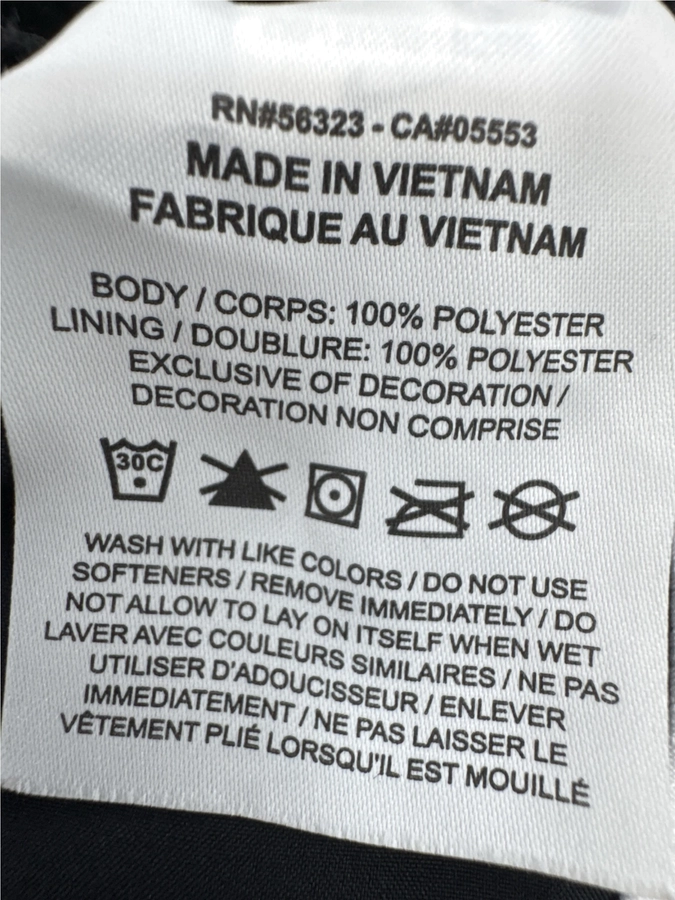 RN#56323 - CA#05553
MADE IN VIETNAM
FABRIQUE AU VIETNAM
BODY / CORPS: 100% POLYESTER
LINING / DOUBLURE: 100% POLYESTER
EXCLUSIVE OF DECORATION /
DECORATION NON COMPRISE
30C
WASH WITH LIKE COLORS / DO NOT USE
SOFTENERS / REMOVE IMMEDIATELY / DO
NOT ALLOW TO LAY ON ITSELF WHEN WET
LAVER AVEC COULEURS SIMILAIRES / NE PAS
UTILISER D'ADOUCISSEUR / ENLEVER
IMMEDIATEMENT / NE PAS LAISSER LE
VÊTEMENT PLIÉ LORSQU'IL EST MOUILLÉ